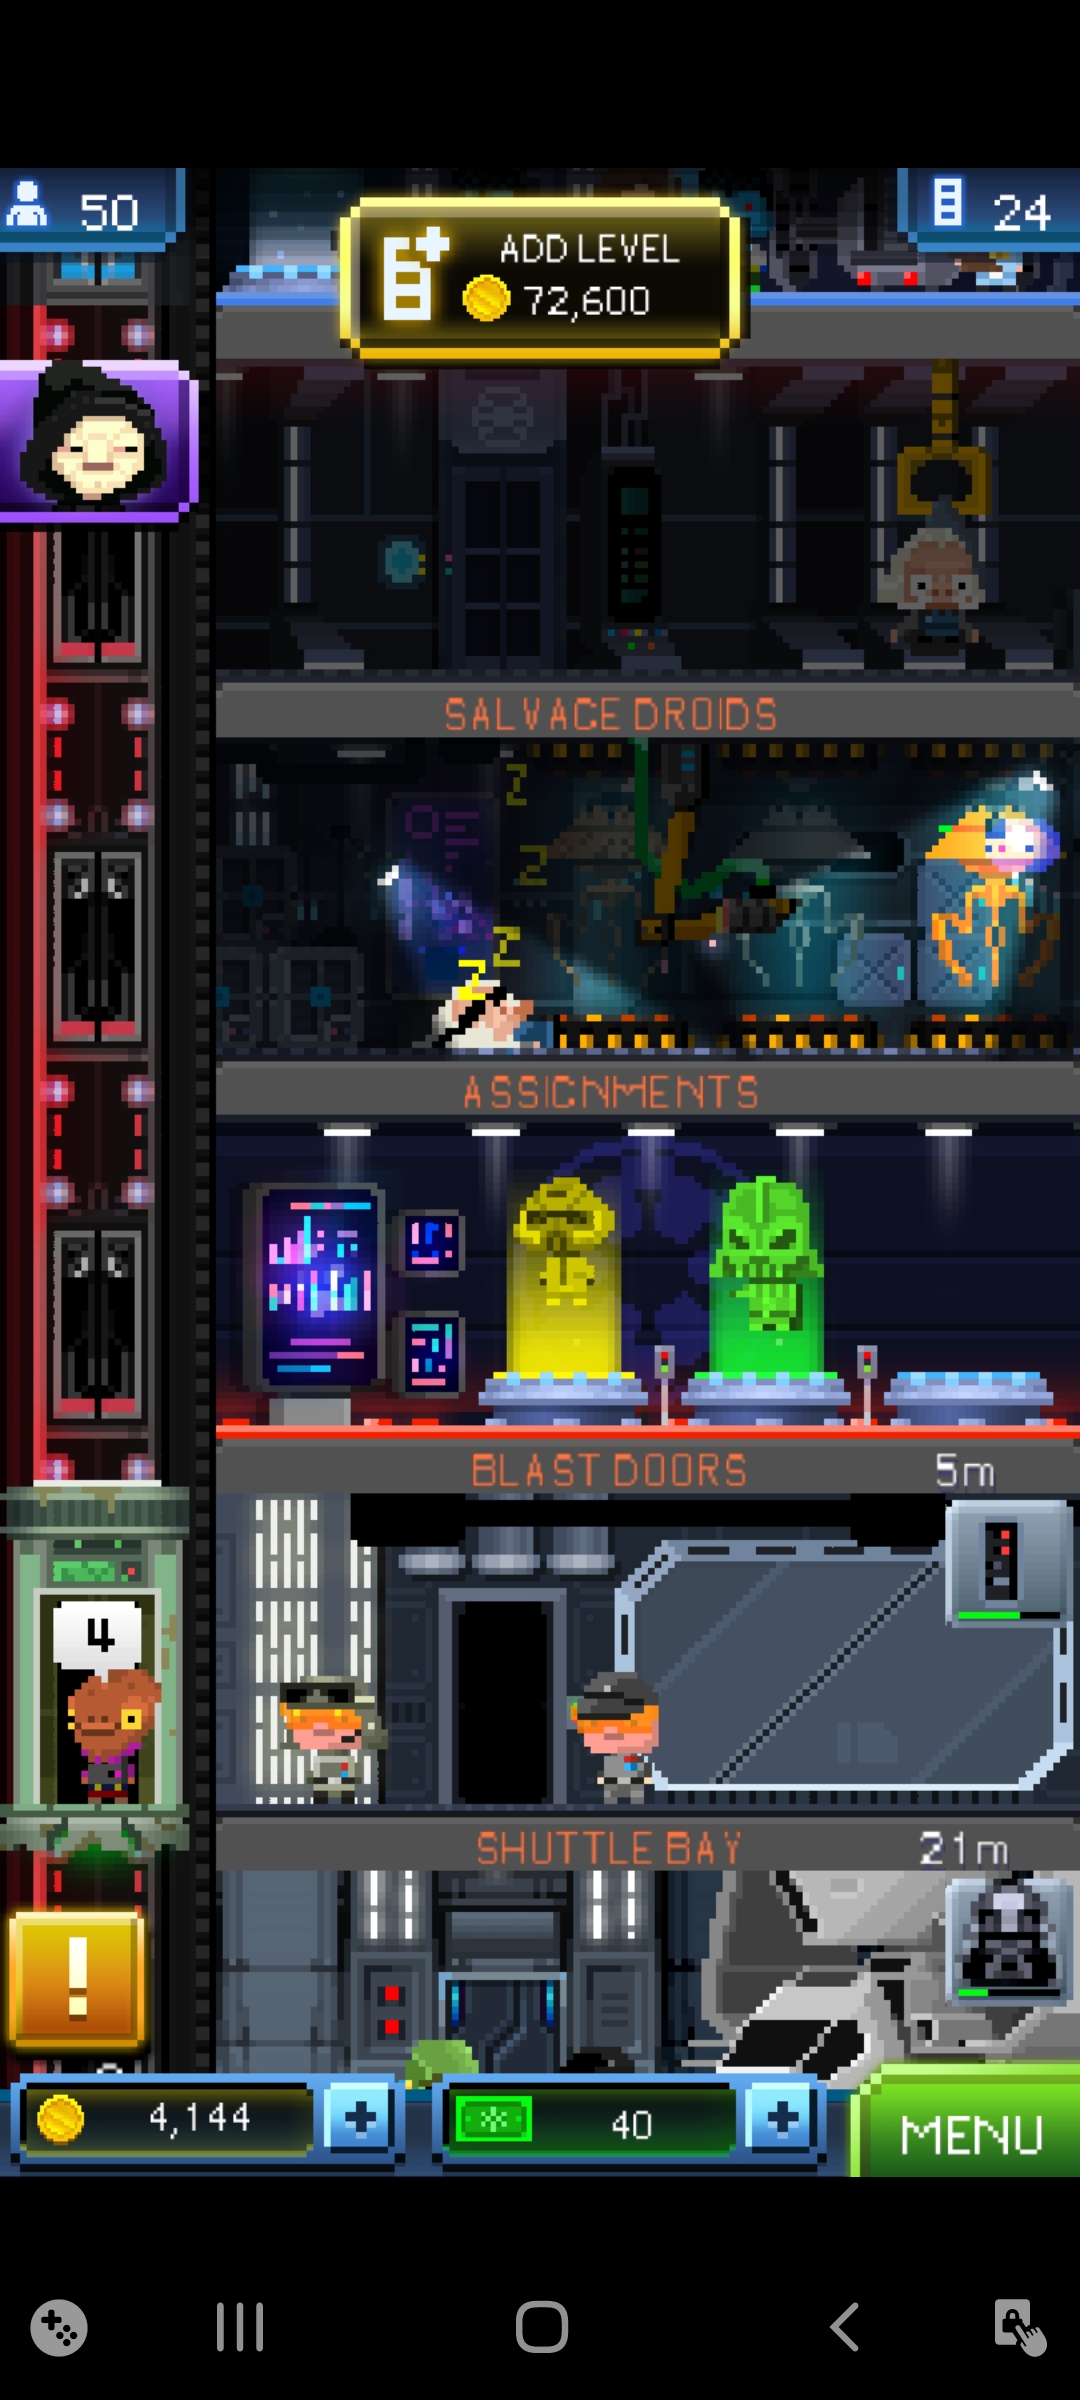 50
24
ADD LEVEL
72,600
SALVAGE DROIDS
Z
Z
Z
Z
ASSIGNMENTS
BLAST DOORS 5m
4
SHUTTLE BAY 21m
!
4,144
40
MENU